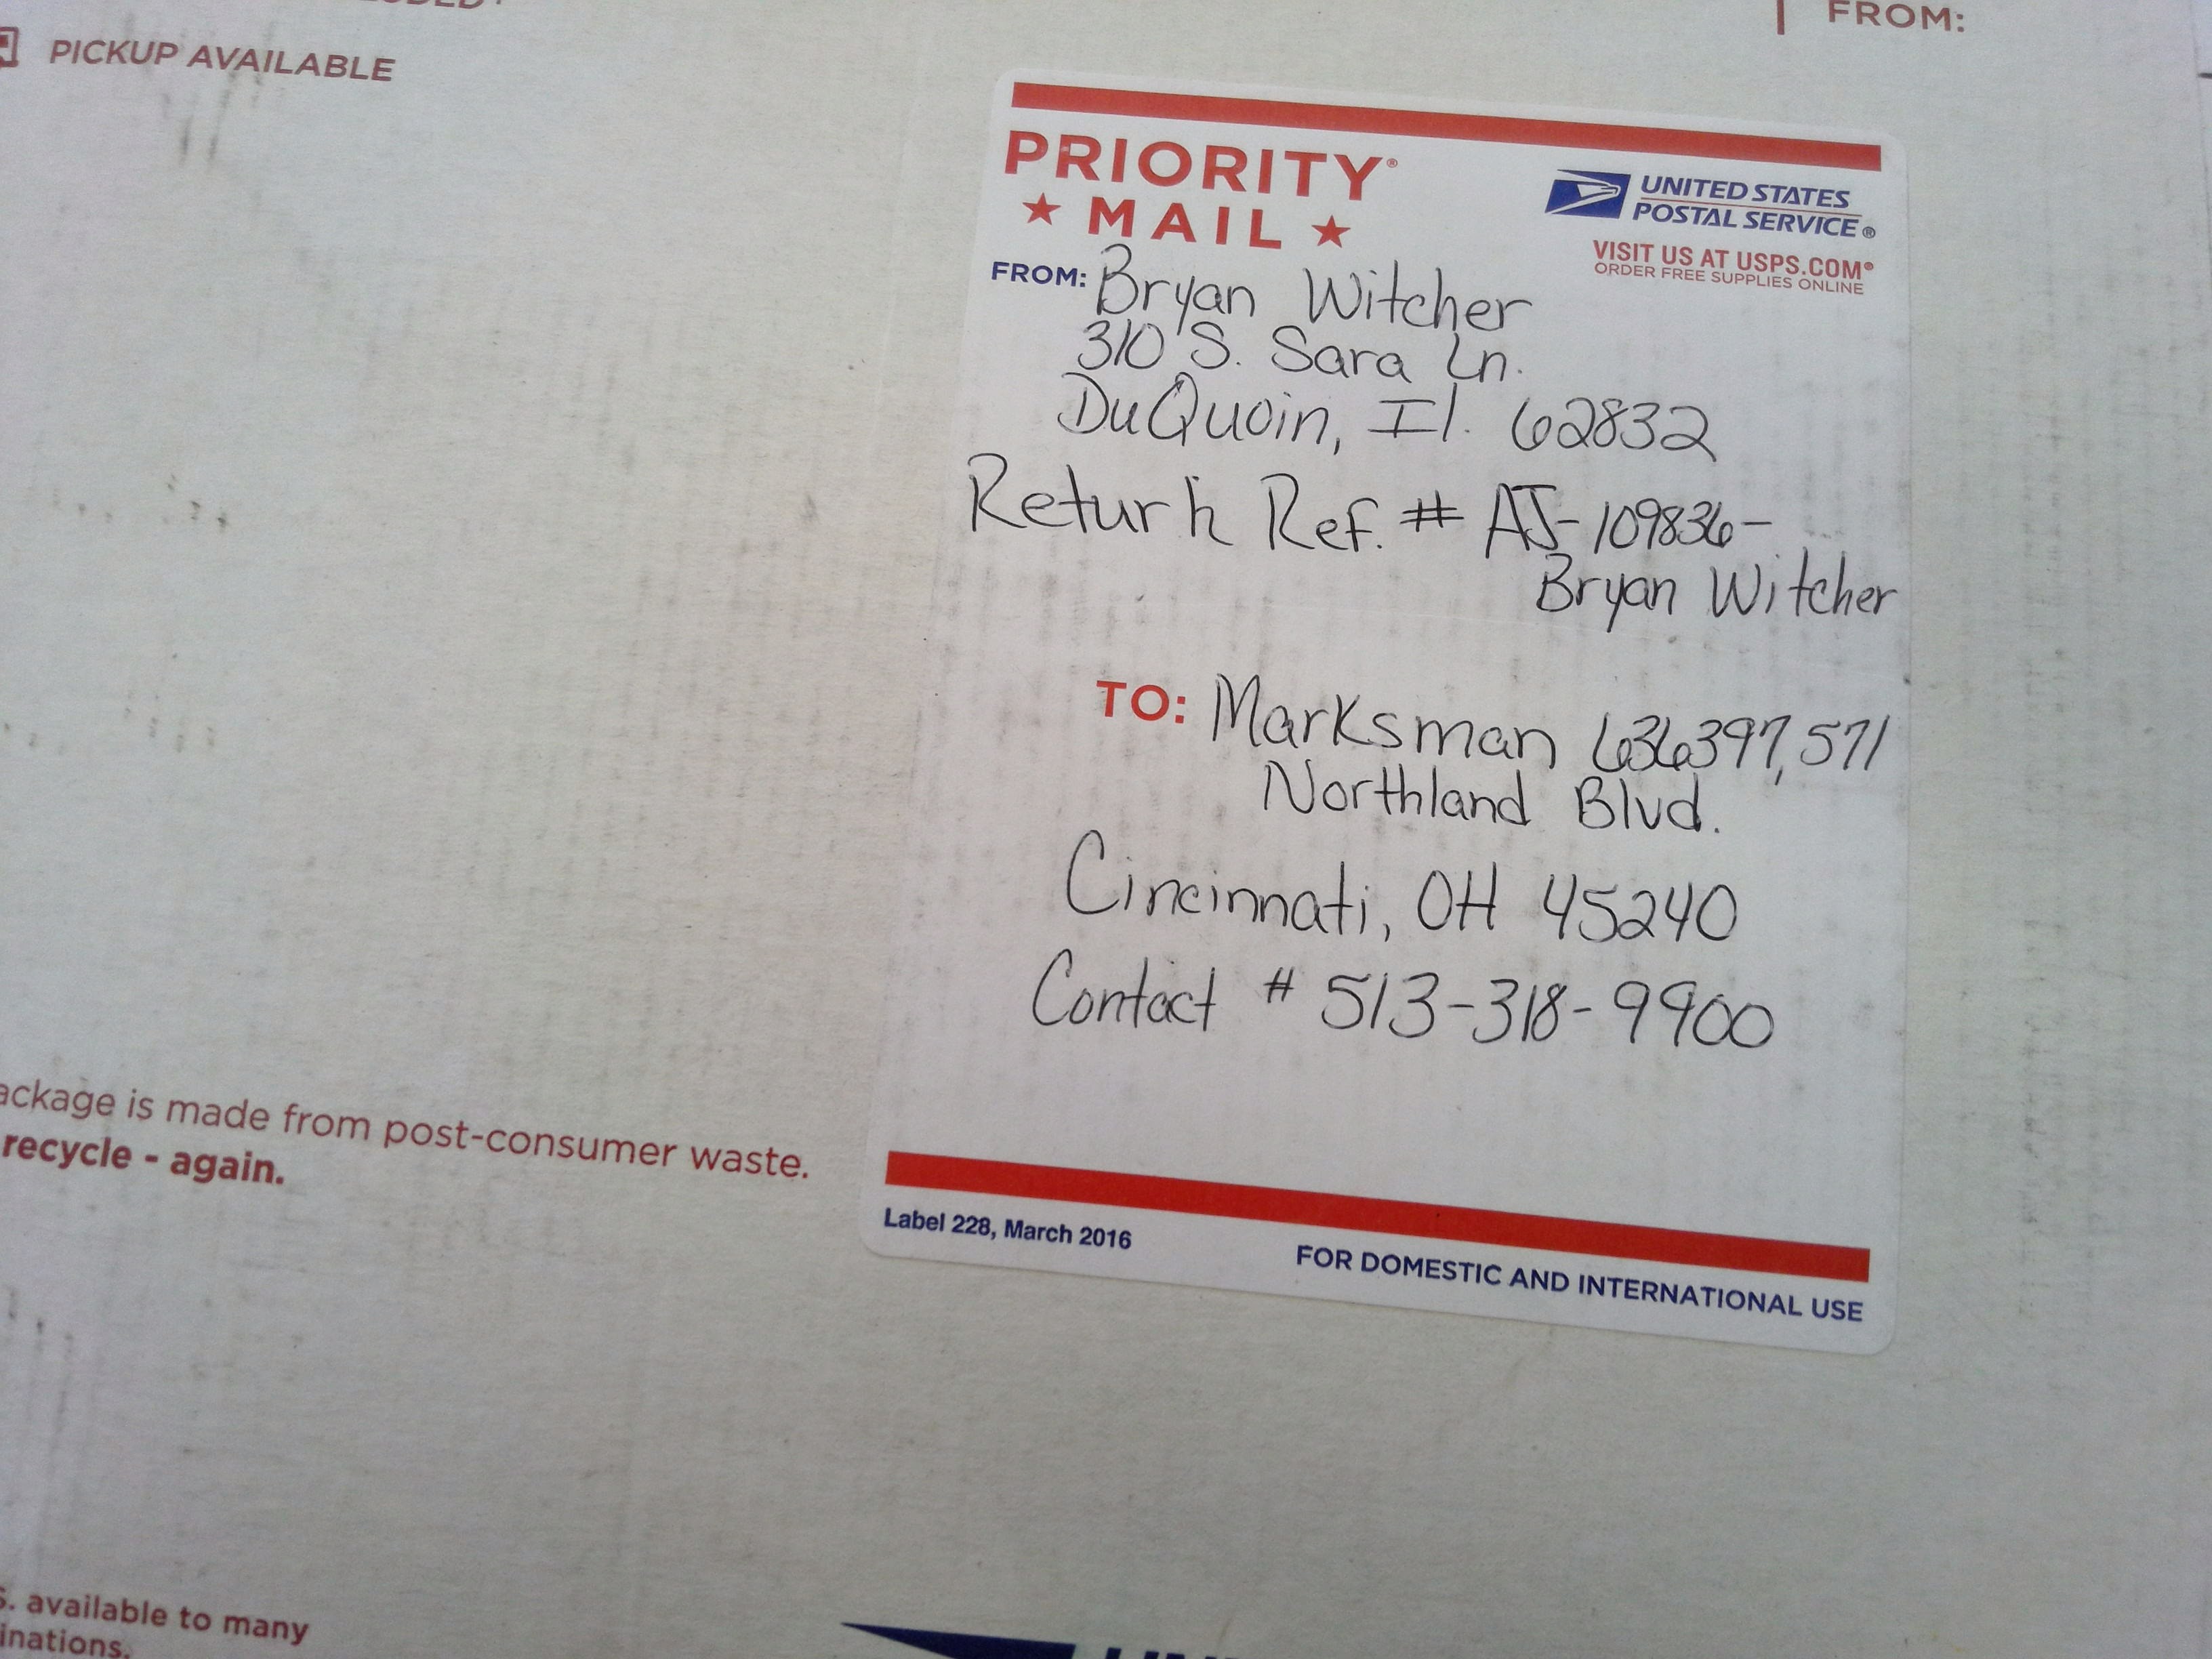 PICKUP AVAILABLE
FROM:
PRIORITY®
★ MAIL ★
UNITED STATES
POSTAL SERVICE®
VISIT US AT USPS.COM®
ORDER FREE SUPPLIES ONLINE
FROM: Bryan Witcher
310 S. Sara Ln.
DuQuoin, Il. 62832
Return Ref. # AJ-109836-
Bryan Witcher
TO: Marksman 636397, 571
Northland Blvd.
Cincinnati, OH 45240
Contact # 513-318-9900
ackage is made from post-consumer waste.
recycle - again.
Label 228, March 2016
FOR DOMESTIC AND INTERNATIONAL USE
S. available to many
inations.